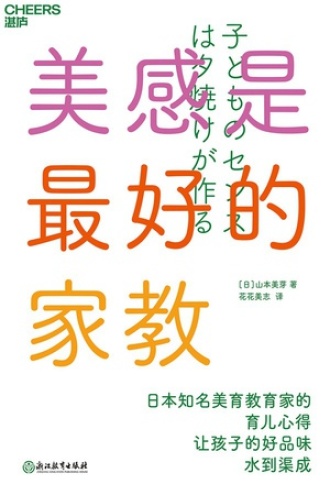 CHEERS
湛庐
美感是
最好的
家教
子どものセンス
は夕焼けが作る
[日]山本美芽 著
花花美志 译
日本知名美育教育家的
育儿心得
让孩子的好品味
水到渠成
浙江教育出版社